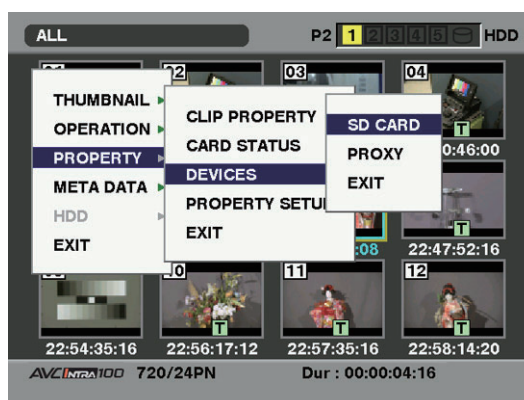 ALL P2 1 2 3 4 5 HDD
02 03 04
THUMBNAIL
OPERATION
PROPERTY
META DATA
HDD
EXIT
CLIP PROPERTY
CARD STATUS
DEVICES
PROPERTY SETU
EXIT
SD CARD
PROXY
EXIT
T
0:46:00
T
:08 22:47:52:16
10 11 12
T T T
22:54:35:16 22:56:17:12 22:57:35:16 22:58:14:20
AVC INTRA 100 720/24PN Dur : 00:00:04:16